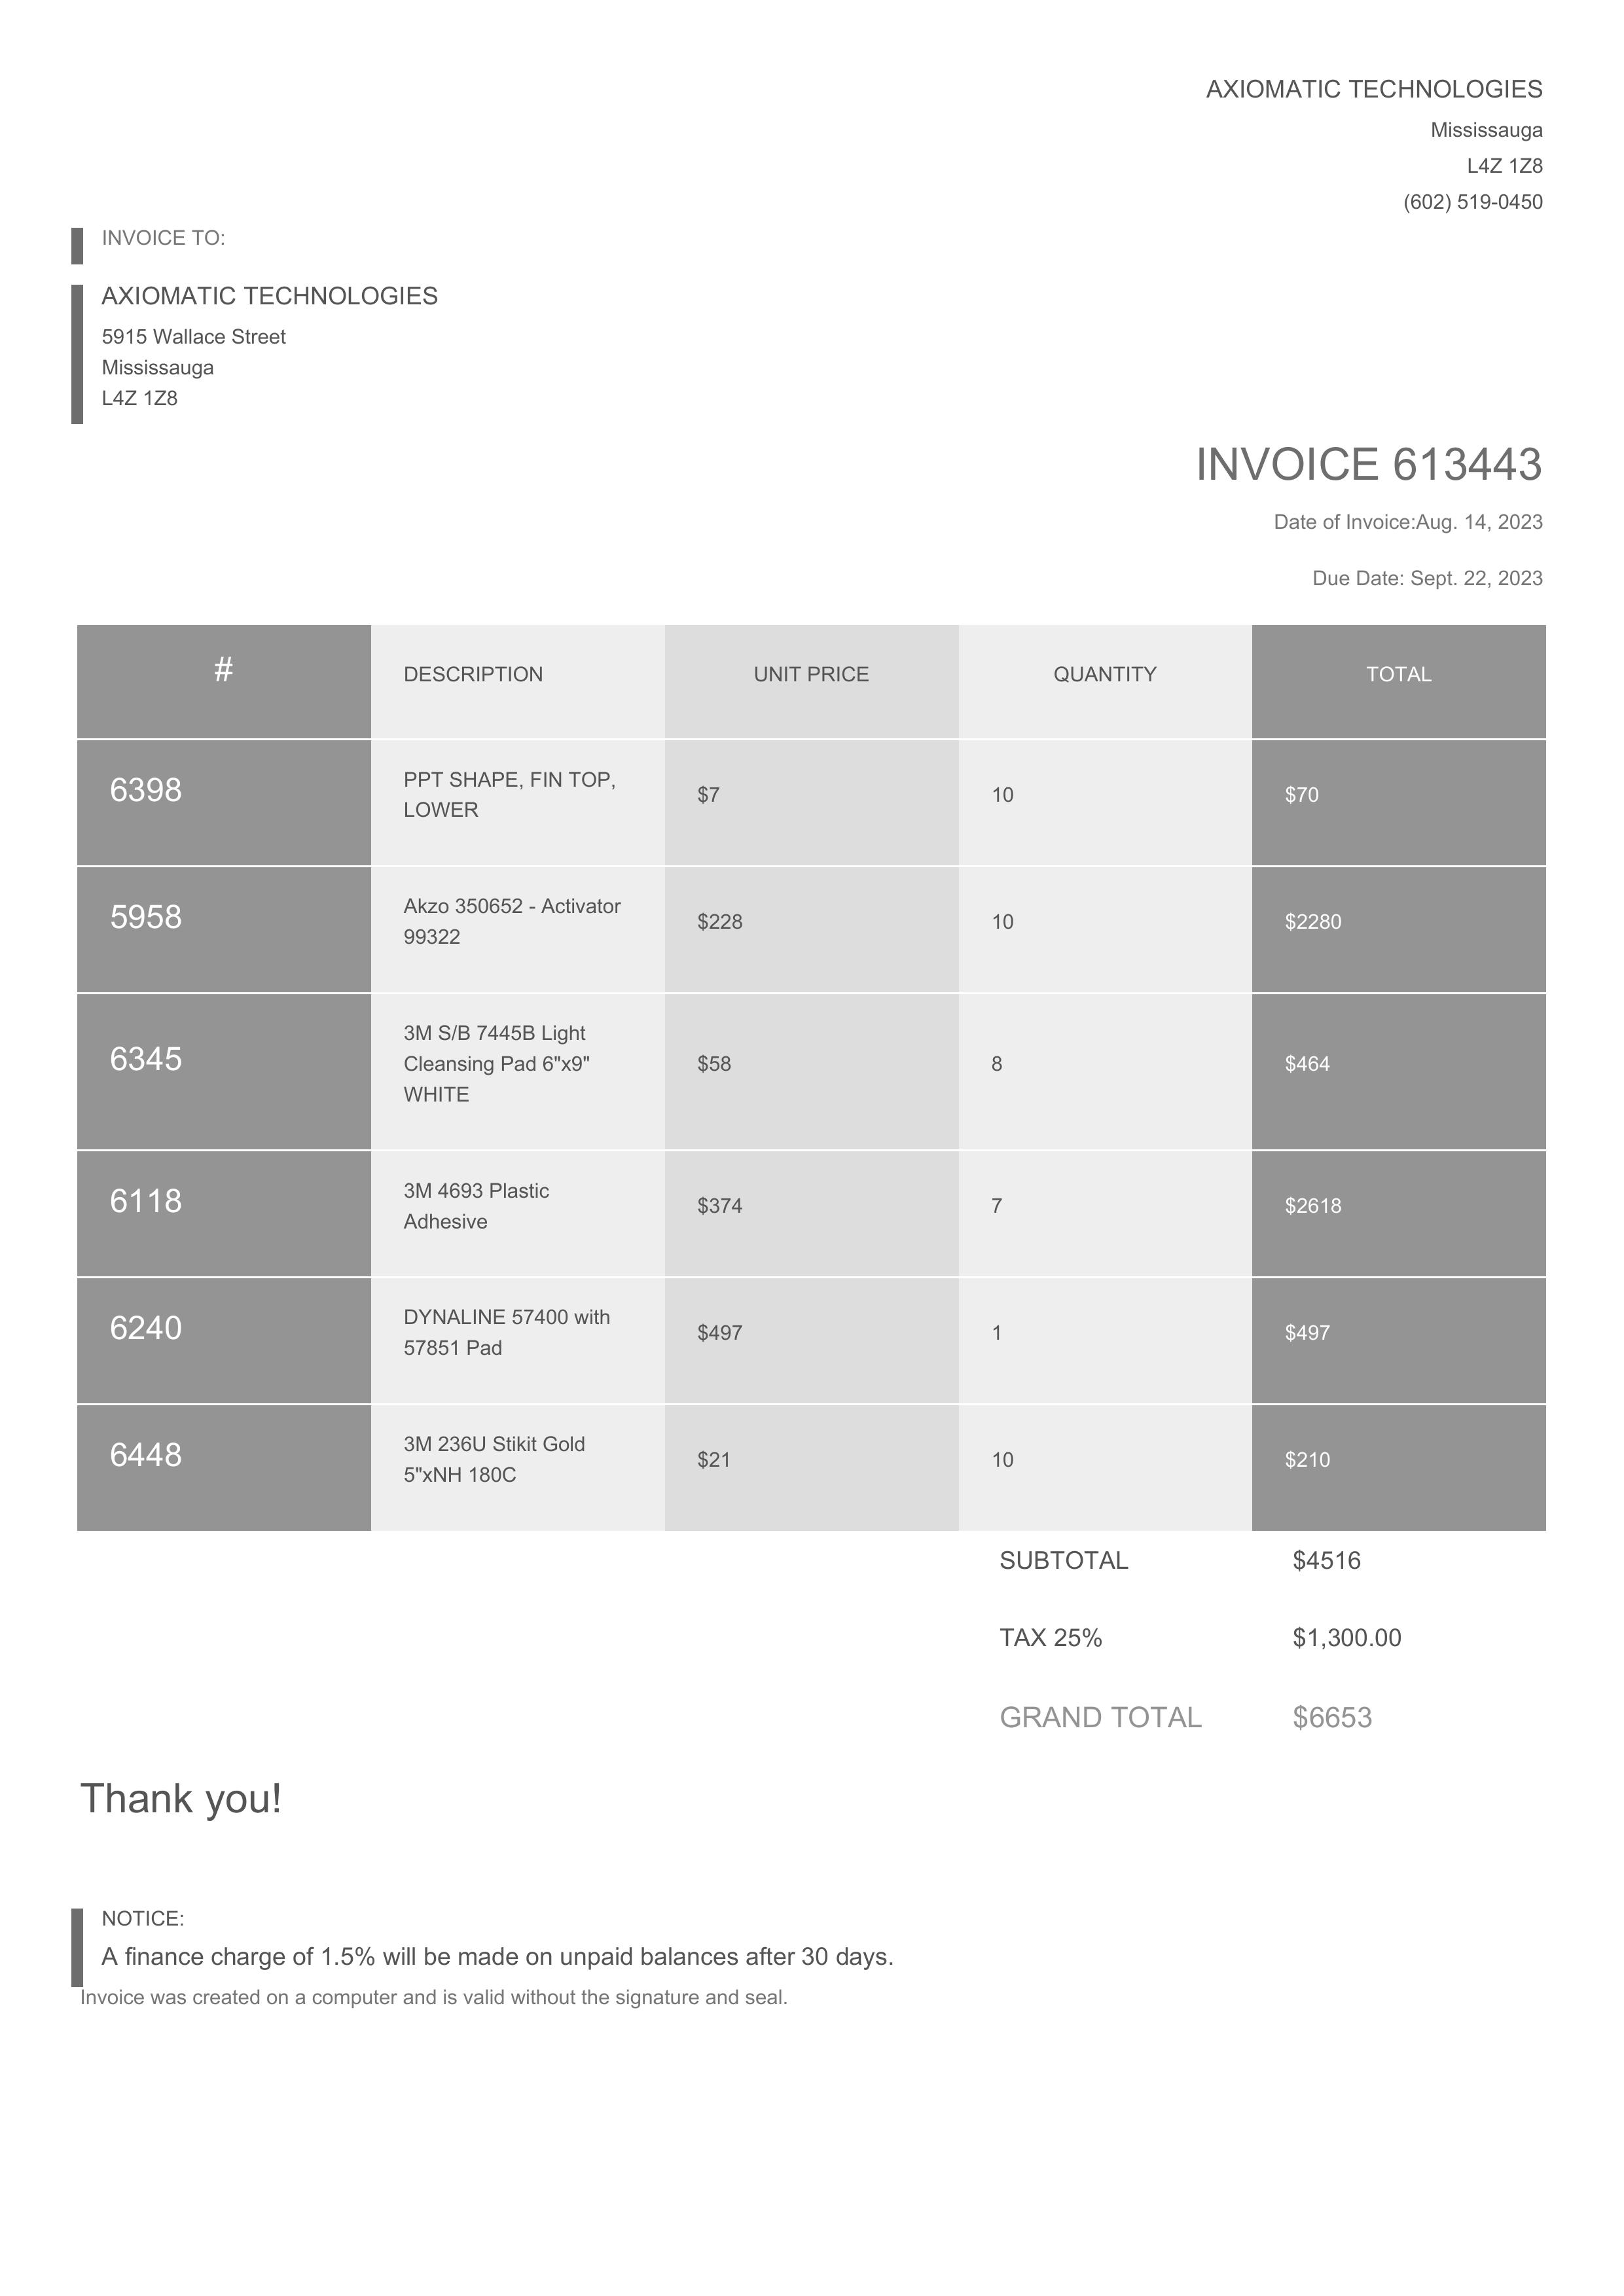 AXIOMATIC TECHNOLOGIES
Mississauga
L4Z 1Z8
(602) 519-0450
INVOICE TO:
AXIOMATIC TECHNOLOGIES
5915 Wallace Street
Mississauga
L4Z 1Z8
INVOICE 613443
Date of Invoice:Aug. 14, 2023
Due Date: Sept. 22, 2023
# DESCRIPTION UNIT PRICE QUANTITY TOTAL
6398 PPT SHAPE, FIN TOP, $7 10 $70
LOWER
5958 Akzo 350652 - Activator $228 10 $2280
99322
3M S/B 7445B Light
6345 Cleansing Pad 6"x9" $58 8 $464
WHITE
6118 3M 4693 Plastic $374 7 $2618
Adhesive
6240 DYNALINE 57400 with $497 1 $497
57851 Pad
6448 3M 236U Stikit Gold $21 10 $210
5"xNH 180C
SUBTOTAL $4516
TAX 25% $1,300.00
GRAND TOTAL $6653
Thank you!
NOTICE:
A finance charge of 1.5% will be made on unpaid balances after 30 days.
Invoice was created on a computer and is valid without the signature and seal.